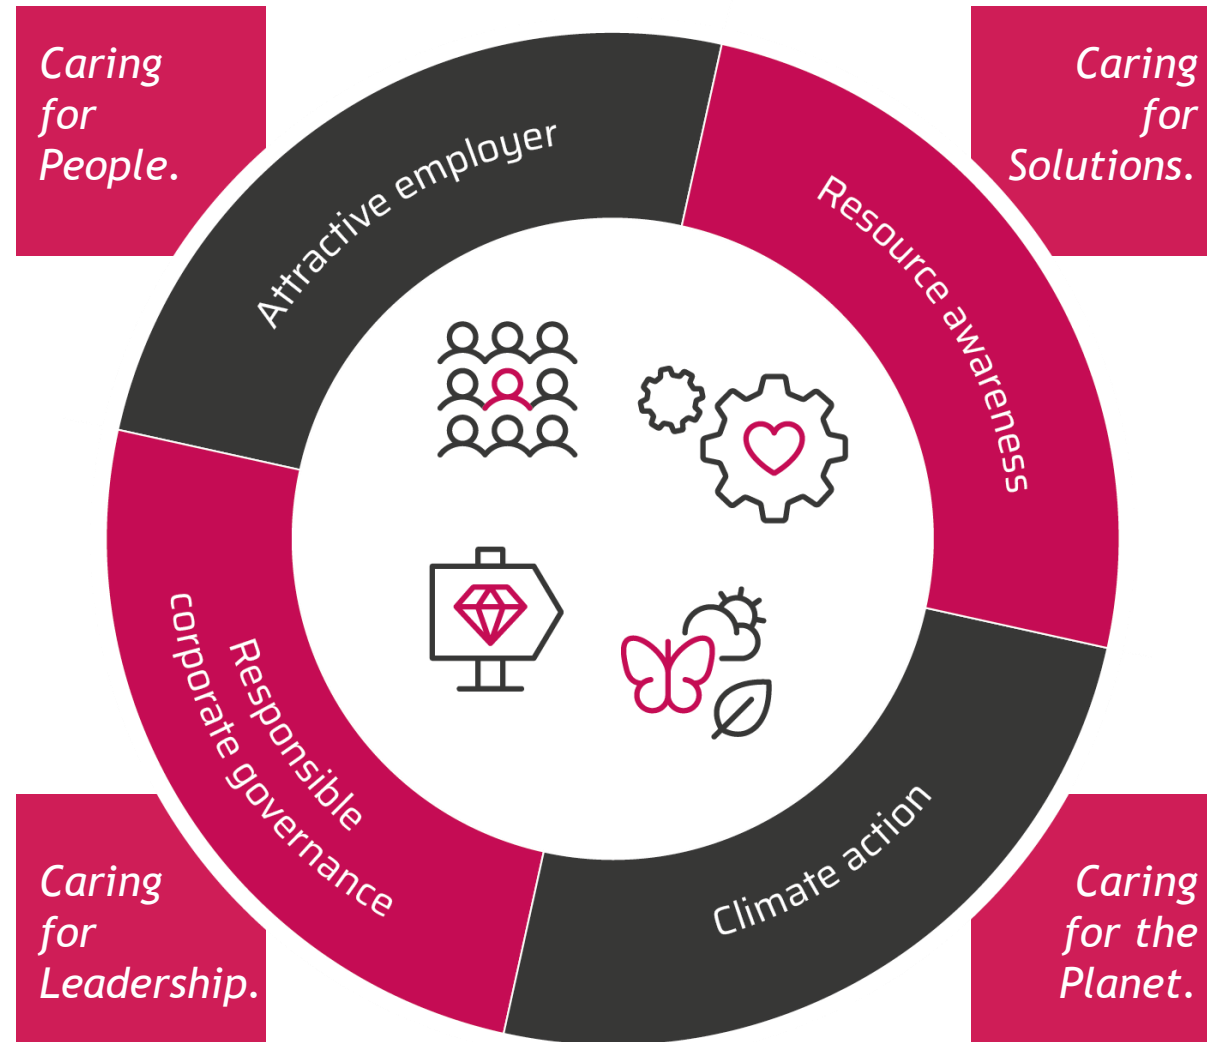 Caring
for
People.
Caring
for
Solutions.
Attractive employer
Resource awareness
Responsible
corporate governance
Climate action
Caring
for
Leadership.
Caring
for the
Planet.